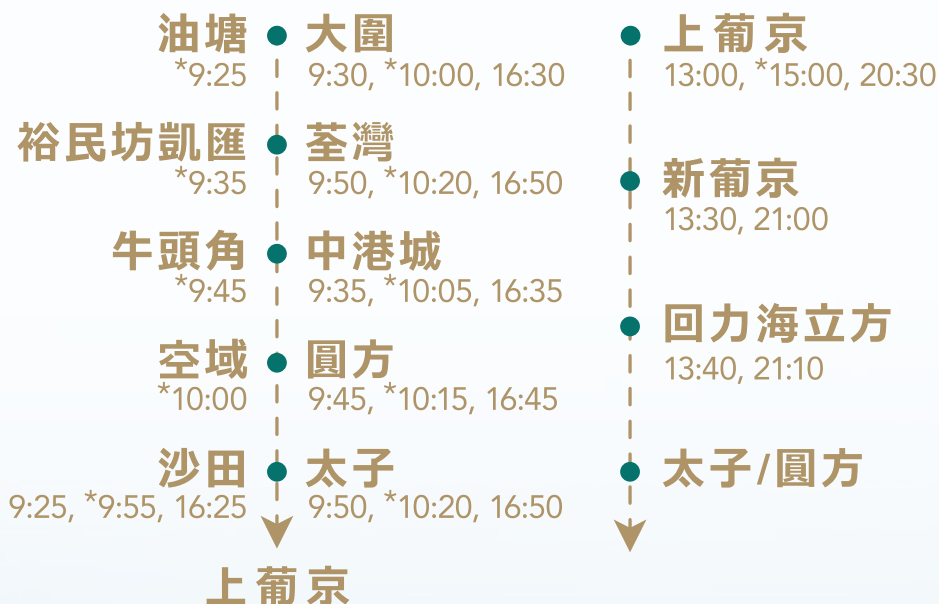 油塘
*9:25
裕民坊凱匯
*9:35
牛頭角
*9:45
空域
*10:00
沙田
9:25, *9:55, 16:25
大圍
9:30, *10:00, 16:30
荃灣
9:50, *10:20, 16:50
中港城
9:35, *10:05, 16:35
圓方
9:45, *10:15, 16:45
太子
9:50, *10:20, 16:50
上葡京
上葡京
13:00, *15:00, 20:30
新葡京
13:30, 21:00
回力海立方
13:40, 21:10
太子/圓方